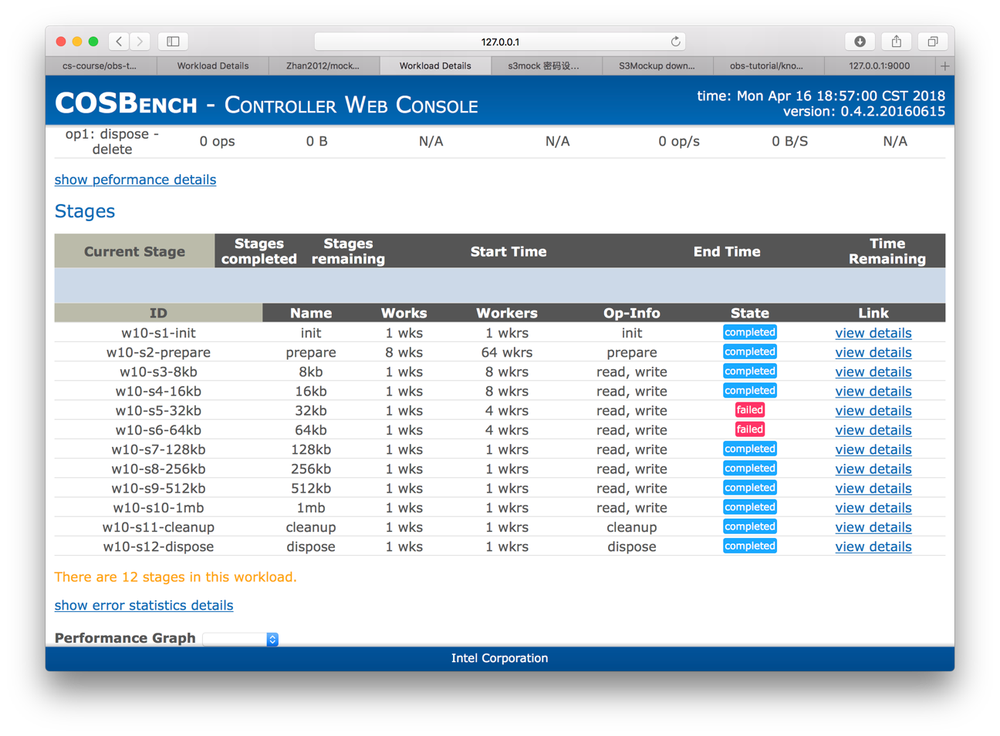 127.0.0.1
cs-course/obs-t...
Workload Details
Zhan2012/mock...
Workload Details
s3mock 密码设...
S3Mockup down...
obs-tutorial/kno...
127.0.0.1:9000
COSBENCH - CONTROLLER WEB CONSOLE
time: Mon Apr 16 18:57:00 CST 2018
version: 0.4.2.20160615
op1: dispose - delete 0 ops 0 B N/A N/A 0 op/s 0 B/S N/A
show peformance details
Stages
Current Stage Stages completed Stages remaining Start Time End Time Time Remaining
ID Name Works Workers Op-Info State Link
w10-s1-init init 1 wks 1 wkrs init completed view details
w10-s2-prepare prepare 8 wks 64 wkrs prepare completed view details
w10-s3-8kb 8kb 1 wks 8 wkrs read, write completed view details
w10-s4-16kb 16kb 1 wks 8 wkrs read, write completed view details
w10-s5-32kb 32kb 1 wks 4 wkrs read, write failed view details
w10-s6-64kb 64kb 1 wks 4 wkrs read, write failed view details
w10-s7-128kb 128kb 1 wks 1 wkrs read, write completed view details
w10-s8-256kb 256kb 1 wks 1 wkrs read, write completed view details
w10-s9-512kb 512kb 1 wks 1 wkrs read, write completed view details
w10-s10-1mb 1mb 1 wks 1 wkrs read, write completed view details
w10-s11-cleanup cleanup 1 wks 1 wkrs cleanup completed view details
w10-s12-dispose dispose 1 wks 1 wkrs dispose completed view details
There are 12 stages in this workload.
show error statistics details
Performance Graph
Intel Corporation